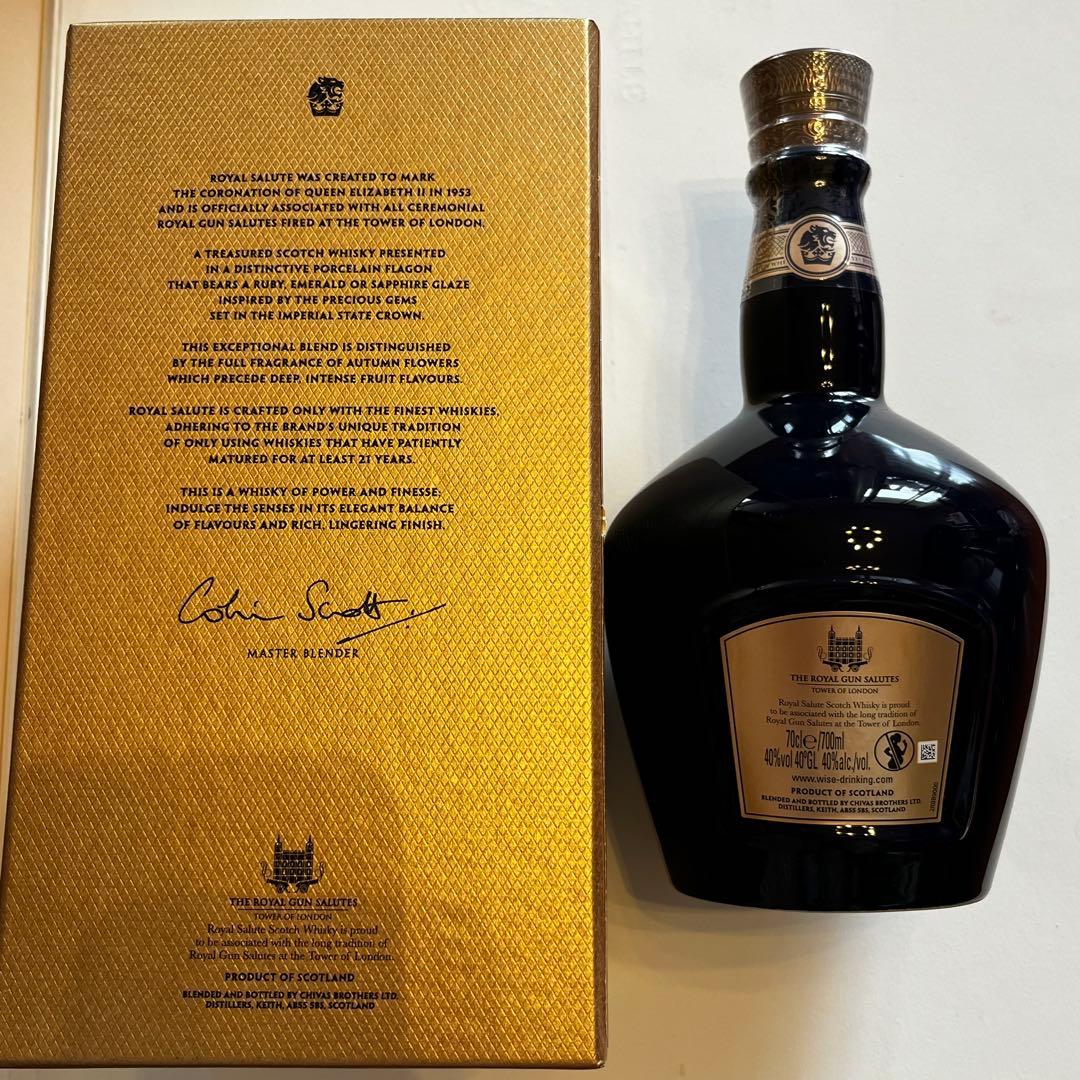 ROYAL SALUTE WAS CREATED TO MARK
THE CORONATION OF QUEEN ELIZABETH II IN 1953
AND IS OFFICIALLY ASSOCIATED WITH ALL CEREMONIAL
ROYAL GUN SALUTES FIRED AT THE TOWER OF LONDON.
A TREASURED SCOTCH WHISKY PRESENTED
IN A DISTINCTIVE PORCELAIN FLAGON
THAT BEARS A RUBY, EMERALD OR SAPPHIRE GLAZE
INSPIRED BY THE PRECIOUS GEMS
SET IN THE IMPERIAL STATE CROWN.
THIS EXCEPTIONAL BLEND IS DISTINGUISHED
BY THE FULL FRAGRANCE OF AUTUMN FLOWERS
WHICH PRECEDE DEEP, INTENSE FRUIT FLAVOURS.
ROYAL SALUTE IS CRAFTED ONLY WITH THE FINEST WHISKIES,
ADHERING TO THE BRAND'S UNIQUE TRADITION
OF ONLY USING WHISKIES THAT HAVE PATIENTLY
MATURED FOR AT LEAST 21 YEARS.
THIS IS A WHISKY OF POWER AND FINESSE;
INDULGE THE SENSES IN ITS ELEGANT BALANCE
OF FLAVOURS AND RICH, LINGERING FINISH.
Colin Scott
MASTER BLENDER
THE ROYAL GUN SALUTES
TOWER OF LONDON
Royal Salute Scotch Whisky is proud
to be associated with the long tradition of
Royal Gun Salutes at the Tower of London.
PRODUCT OF SCOTLAND
BLENDED AND BOTTLED BY CHIVAS BROTHERS LTD.
DISTILLERS, KEITH, AB55 5BS, SCOTLAND
THE ROYAL GUN SALUTES
TOWER OF LONDON
Royal Salute Scotch Whisky is proud
to be associated with the long tradition of
Royal Gun Salutes at the Tower of London.
70cl e/700ml
40%vol 40°GL 40%alc./vol.
www.wise-drinking.com
PRODUCT OF SCOTLAND
BLENDED AND BOTTLED BY CHIVAS BROTHERS LTD.
DISTILLERS, KEITH, AB55 5BS, SCOTLAND